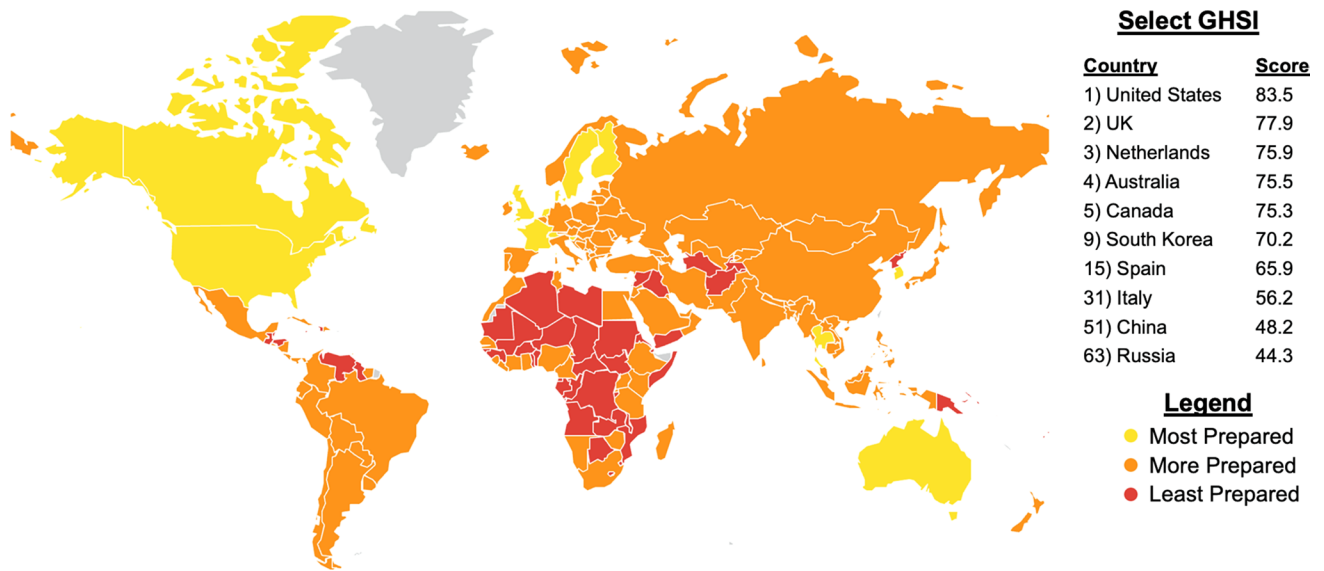 Select GHSI
Country Score
1) United States 83.5
2) UK 77.9
3) Netherlands 75.9
4) Australia 75.5
5) Canada 75.3
9) South Korea 70.2
15) Spain 65.9
31) Italy 56.2
51) China 48.2
63) Russia 44.3
Legend
Most Prepared
More Prepared
Least Prepared